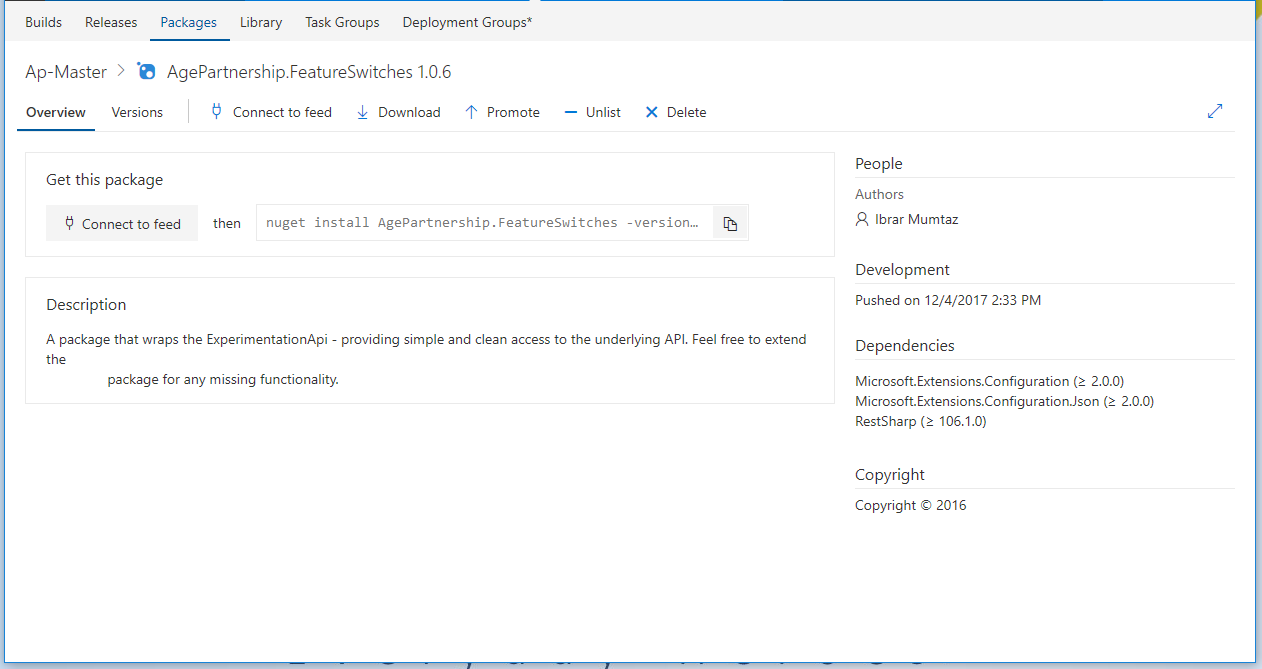 Builds Releases Packages Library Task Groups Deployment Groups*
Ap-Master > AgePartnership.FeatureSwitches 1.0.6
Overview Versions Connect to feed Download Promote Unlist Delete
Get this package
Connect to feed then nuget install AgePartnership.FeatureSwitches -version…
Description
A package that wraps the ExperimentationApi - providing simple and clean access to the underlying API. Feel free to extend
the
package for any missing functionality.
People
Authors
Ibrar Mumtaz
Development
Pushed on 12/4/2017 2:33 PM
Dependencies
Microsoft.Extensions.Configuration (≥ 2.0.0)
Microsoft.Extensions.Configuration.Json (≥ 2.0.0)
RestSharp (≥ 106.1.0)
Copyright
Copyright © 2016